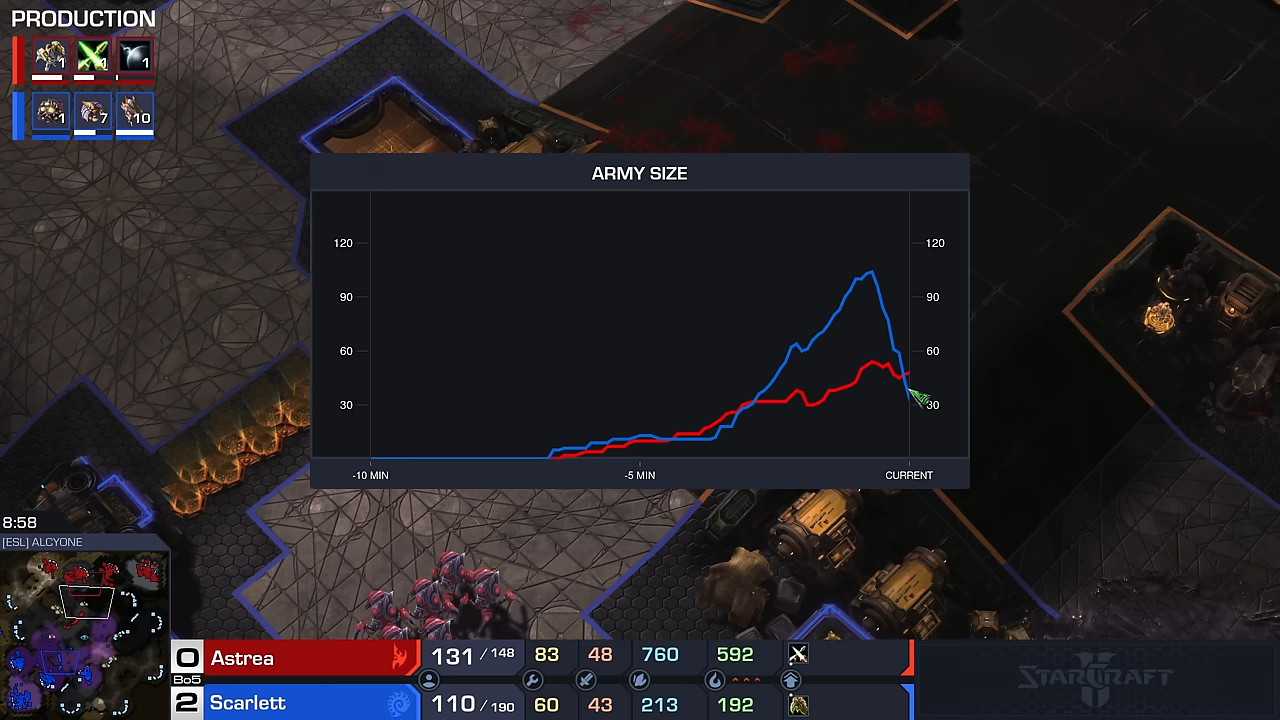 PRODUCTION
1 1 1
1 7 10
ARMY SIZE
120 120
90 90
60 60
30 30
-10 MIN -5 MIN CURRENT
8:58
[ESL] ALCYONE
0 Astrea 131 / 148 83 48 760 592
Bo5
2 Scarlett 110 / 190 60 43 213 192
STARCRAFT II